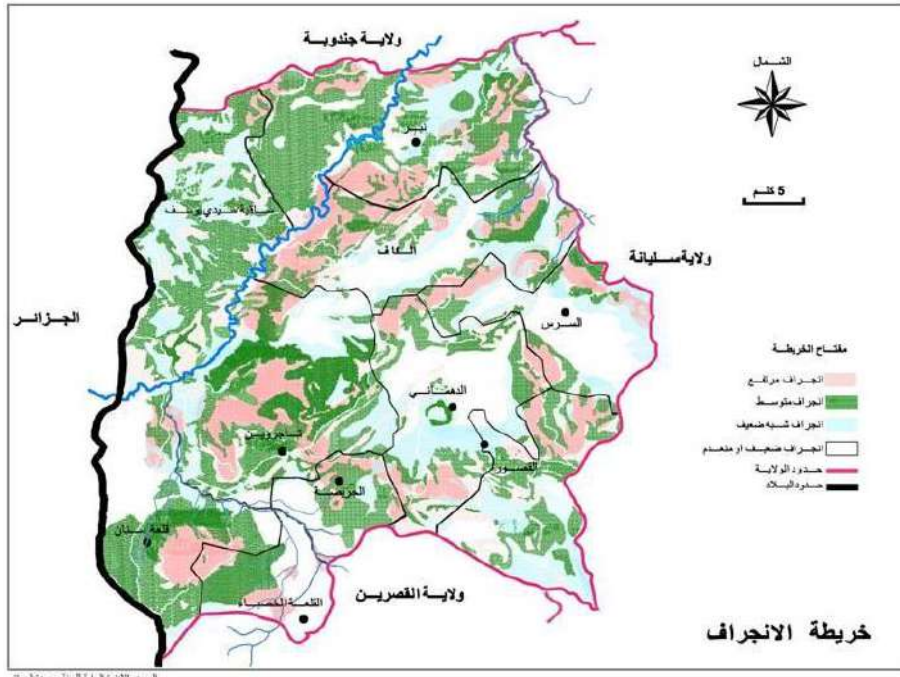 ولاية جندوبة
الشمال
نبر
5 كلم
ساقية سيدي يوسف
الكاف
ولاية سليانة
الجزائر
السرس
مفتاح الخريطة
انجراف مرتفع
انجراف متوسط
انجراف شبه ضعيف
انجراف ضعيف او منعدم
حدود الولاية
حدود البلاد
الدهماني
تاجروين
القصور
الجريصة
قلعة سنان
ولاية القصرين
القلعة الخصباء
خريطة الانجراف